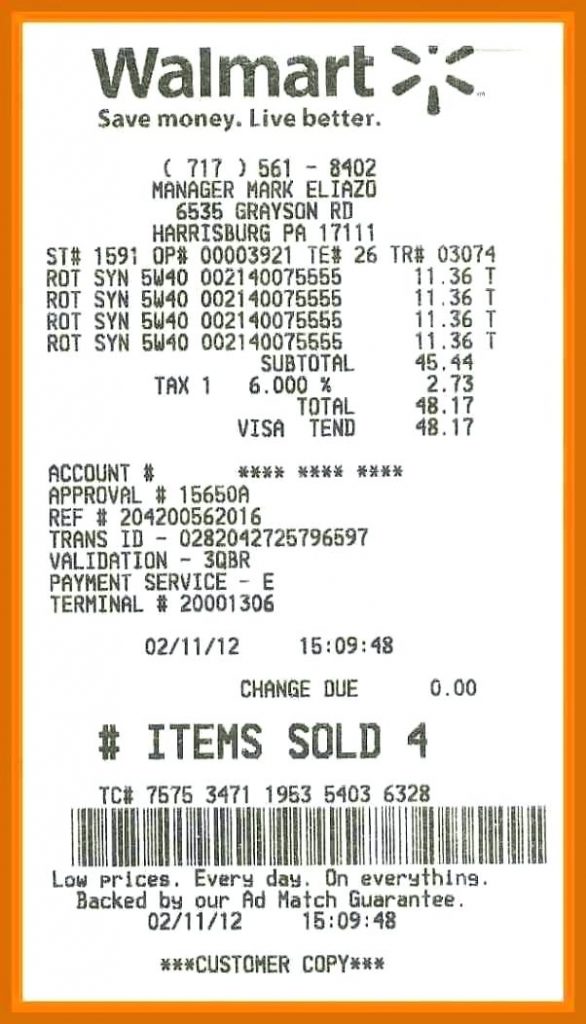 Walmart
Save money. Live better.
( 717 ) 561 - 8402
MANAGER MARK ELIAZO
6535 GRAYSON RD
HARRISBURG PA 17111
ST# 1591 OP# 00003921 TE# 26 TR# 03074
ROT SYN 5W40 002140075555 11.36 T
ROT SYN 5W40 002140075555 11.36 T
ROT SYN 5W40 002140075555 11.36 T
ROT SYN 5W40 002140075555 11.36 T
SUBTOTAL 45.44
TAX 1 6.000 % 2.73
TOTAL 48.17
VISA TEND 48.17
ACCOUNT # **** **** ****
APPROVAL # 15650A
REF # 204200562016
TRANS ID - 0282042725796597
VALIDATION - 3QBR
PAYMENT SERVICE - E
TERMINAL # 20001306
02/11/12 15:09:48
CHANGE DUE 0.00
# ITEMS SOLD 4
TC# 7575 3471 1953 5403 6328
Low prices. Every day. On everything.
Backed by our Ad Match Guarantee.
02/11/12 15:09:48
***CUSTOMER COPY***